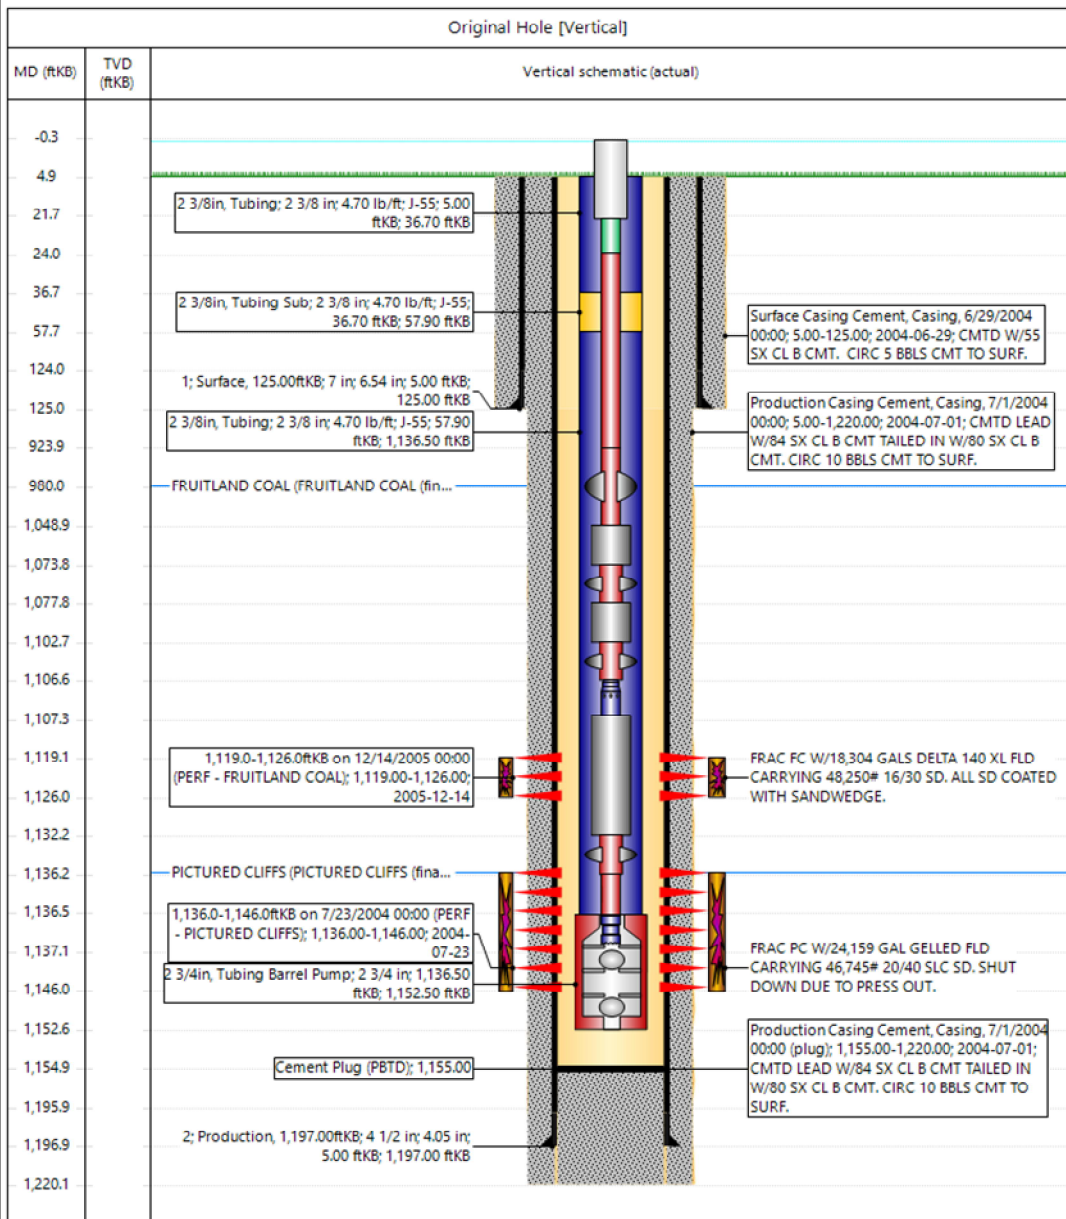 Original Hole [Vertical]
MD (ftKB)
TVD
(ftKB)
Vertical schematic (actual)
-0.3
4.9
21.7
24.0
36.7
57.7
124.0
125.0
923.9
980.0
1,048.9
1,073.8
1,077.8
1,102.7
1,106.6
1,107.3
1,119.1
1,126.0
1,132.2
1,136.2
1,136.5
1,137.1
1,146.0
1,152.6
1,154.9
1,195.9
1,196.9
1,220.1
2 3/8in, Tubing; 2 3/8 in; 4.70 lb/ft; J-55; 5.00
ftKB; 36.70 ftKB
2 3/8in, Tubing Sub; 2 3/8 in; 4.70 lb/ft; J-55;
36.70 ftKB; 57.90 ftKB
1; Surface, 125.00ftKB; 7 in; 6.54 in; 5.00 ftKB;
125.00 ftKB
2 3/8in, Tubing; 2 3/8 in; 4.70 lb/ft; J-55; 57.90
ftKB; 1,136.50 ftKB
FRUITLAND COAL (FRUITLAND COAL (fin...
1,119.0-1,126.0ftKB on 12/14/2005 00:00
(PERF - FRUITLAND COAL); 1,119.00-1,126.00;
2005-12-14
PICTURED CLIFFS (PICTURED CLIFFS (fina...
1,136.0-1,146.0ftKB on 7/23/2004 00:00 (PERF
- PICTURED CLIFFS); 1,136.00-1,146.00; 2004-
07-23
2 3/4in, Tubing Barrel Pump; 2 3/4 in; 1,136.50
ftKB; 1,152.50 ftKB
Cement Plug (PBTD); 1,155.00
2; Production, 1,197.00ftKB; 4 1/2 in; 4.05 in;
5.00 ftKB; 1,197.00 ftKB
Surface Casing Cement, Casing, 6/29/2004
00:00; 5.00-125.00; 2004-06-29; CMTD W/55
SX CL B CMT. CIRC 5 BBLS CMT TO SURF.
Production Casing Cement, Casing, 7/1/2004
00:00; 5.00-1,220.00; 2004-07-01; CMTD LEAD
W/84 SX CL B CMT TAILED IN W/80 SX CL B
CMT. CIRC 10 BBLS CMT TO SURF.
FRAC FC W/18,304 GALS DELTA 140 XL FLD
CARRYING 48,250# 16/30 SD. ALL SD COATED
WITH SANDWEDGE.
FRAC PC W/24,159 GAL GELLED FLD
CARRYING 46,745# 20/40 SLC SD. SHUT
DOWN DUE TO PRESS OUT.
Production Casing Cement, Casing, 7/1/2004
00:00 (plug); 1,155.00-1,220.00; 2004-07-01;
CMTD LEAD W/84 SX CL B CMT TAILED IN
W/80 SX CL B CMT. CIRC 10 BBLS CMT TO
SURF.